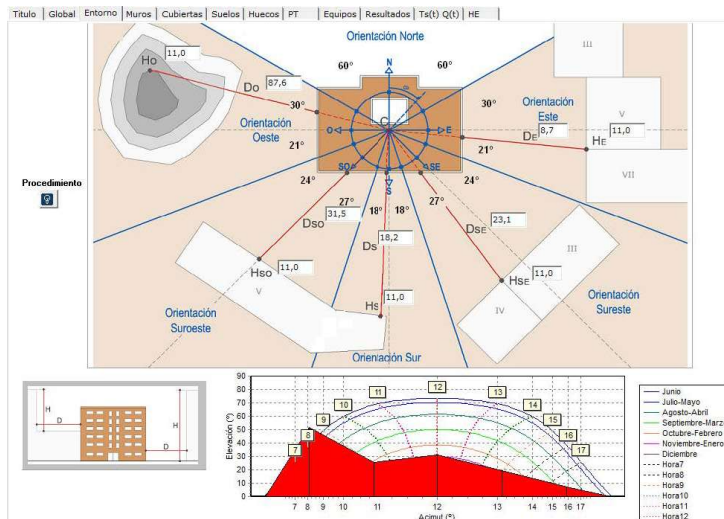 Titulo Global Entorno Muros Cubiertas Suelos Huecos PT Equipos Resultados Ts(t) Q(t) HE
Orientación Norte
Ho 11,0
60° N 60°
III
Do 87,6
30° 30°
Orientación Oeste
Orientación Este
V
C
O E
DE 8,7
HE 11,0
21° 21°
SO SE
S
VII
Procedimiento
24° 24°
27° 18° 18° 27°
DSO 31,5
DS 18,2
DSE 23,1
III
HSO 11,0
HSE 11,0
V
HS 11,0
IV
Orientación Suroeste
Orientación Sureste
Orientación Sur
H D D H
Elevación (º)
90
80
70
60
50
40
30
20
10
0
7 8 9 10 11 12 13 14 15 16 17
7 8 9 10 11 12 13 14 15 16 17
Acimut (º)
Junio
Julio-Mayo
Agosto-Abril
Septiembre-Marzo
Octubre-Febrero
Noviembre-Enero
Diciembre
Hora7
Hora8
Hora9
Hora10
Hora11
Hora12